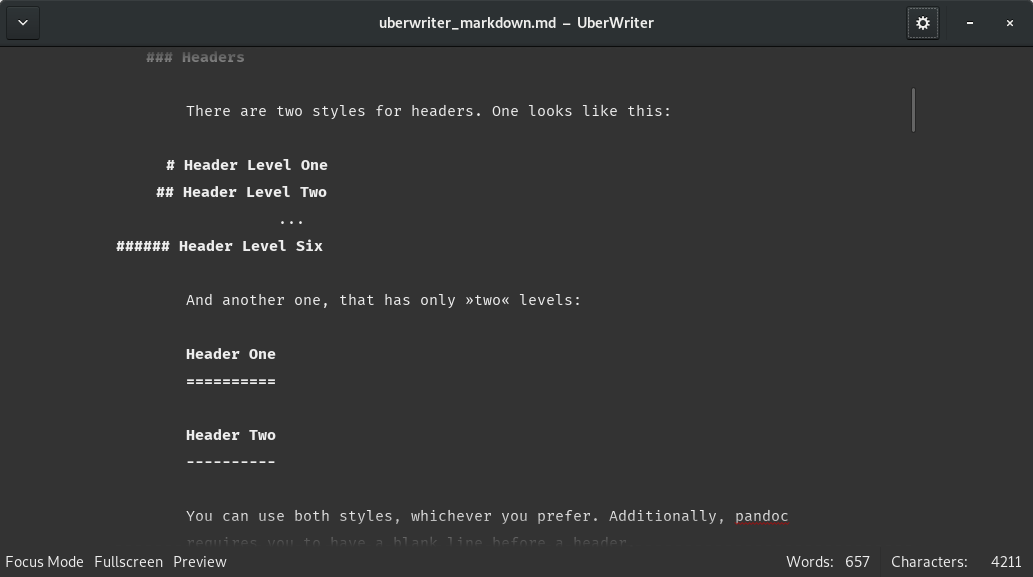 uberwriter_markdown.md – UberWriter
### Headers
There are two styles for headers. One looks like this:
# Header Level One
## Header Level Two
...
###### Header Level Six
And another one, that has only »two« levels:
Header One
==========
Header Two
----------
You can use both styles, whichever you prefer. Additionally, pandoc
requires you to have a blank line before a header
Focus Mode Fullscreen Preview Words: 657 Characters: 4211